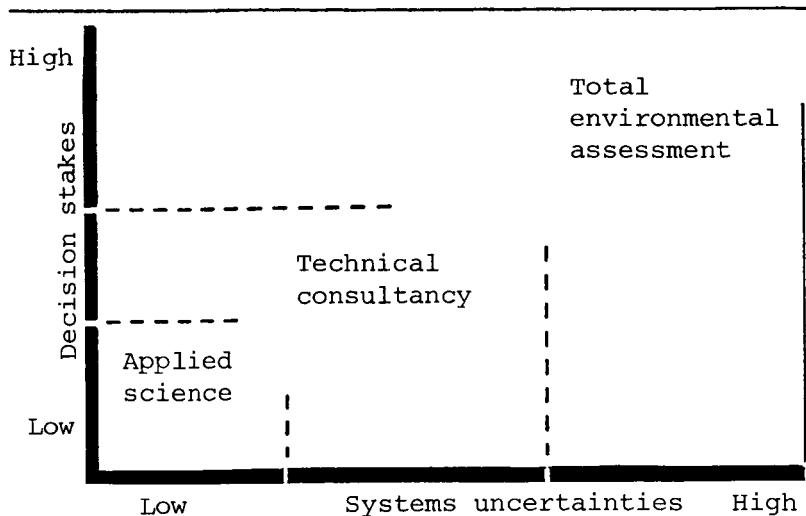 High
Total
environmental
assessment
Decision stakes
Technical
consultancy
Applied
science
Low
Low Systems uncertainties High